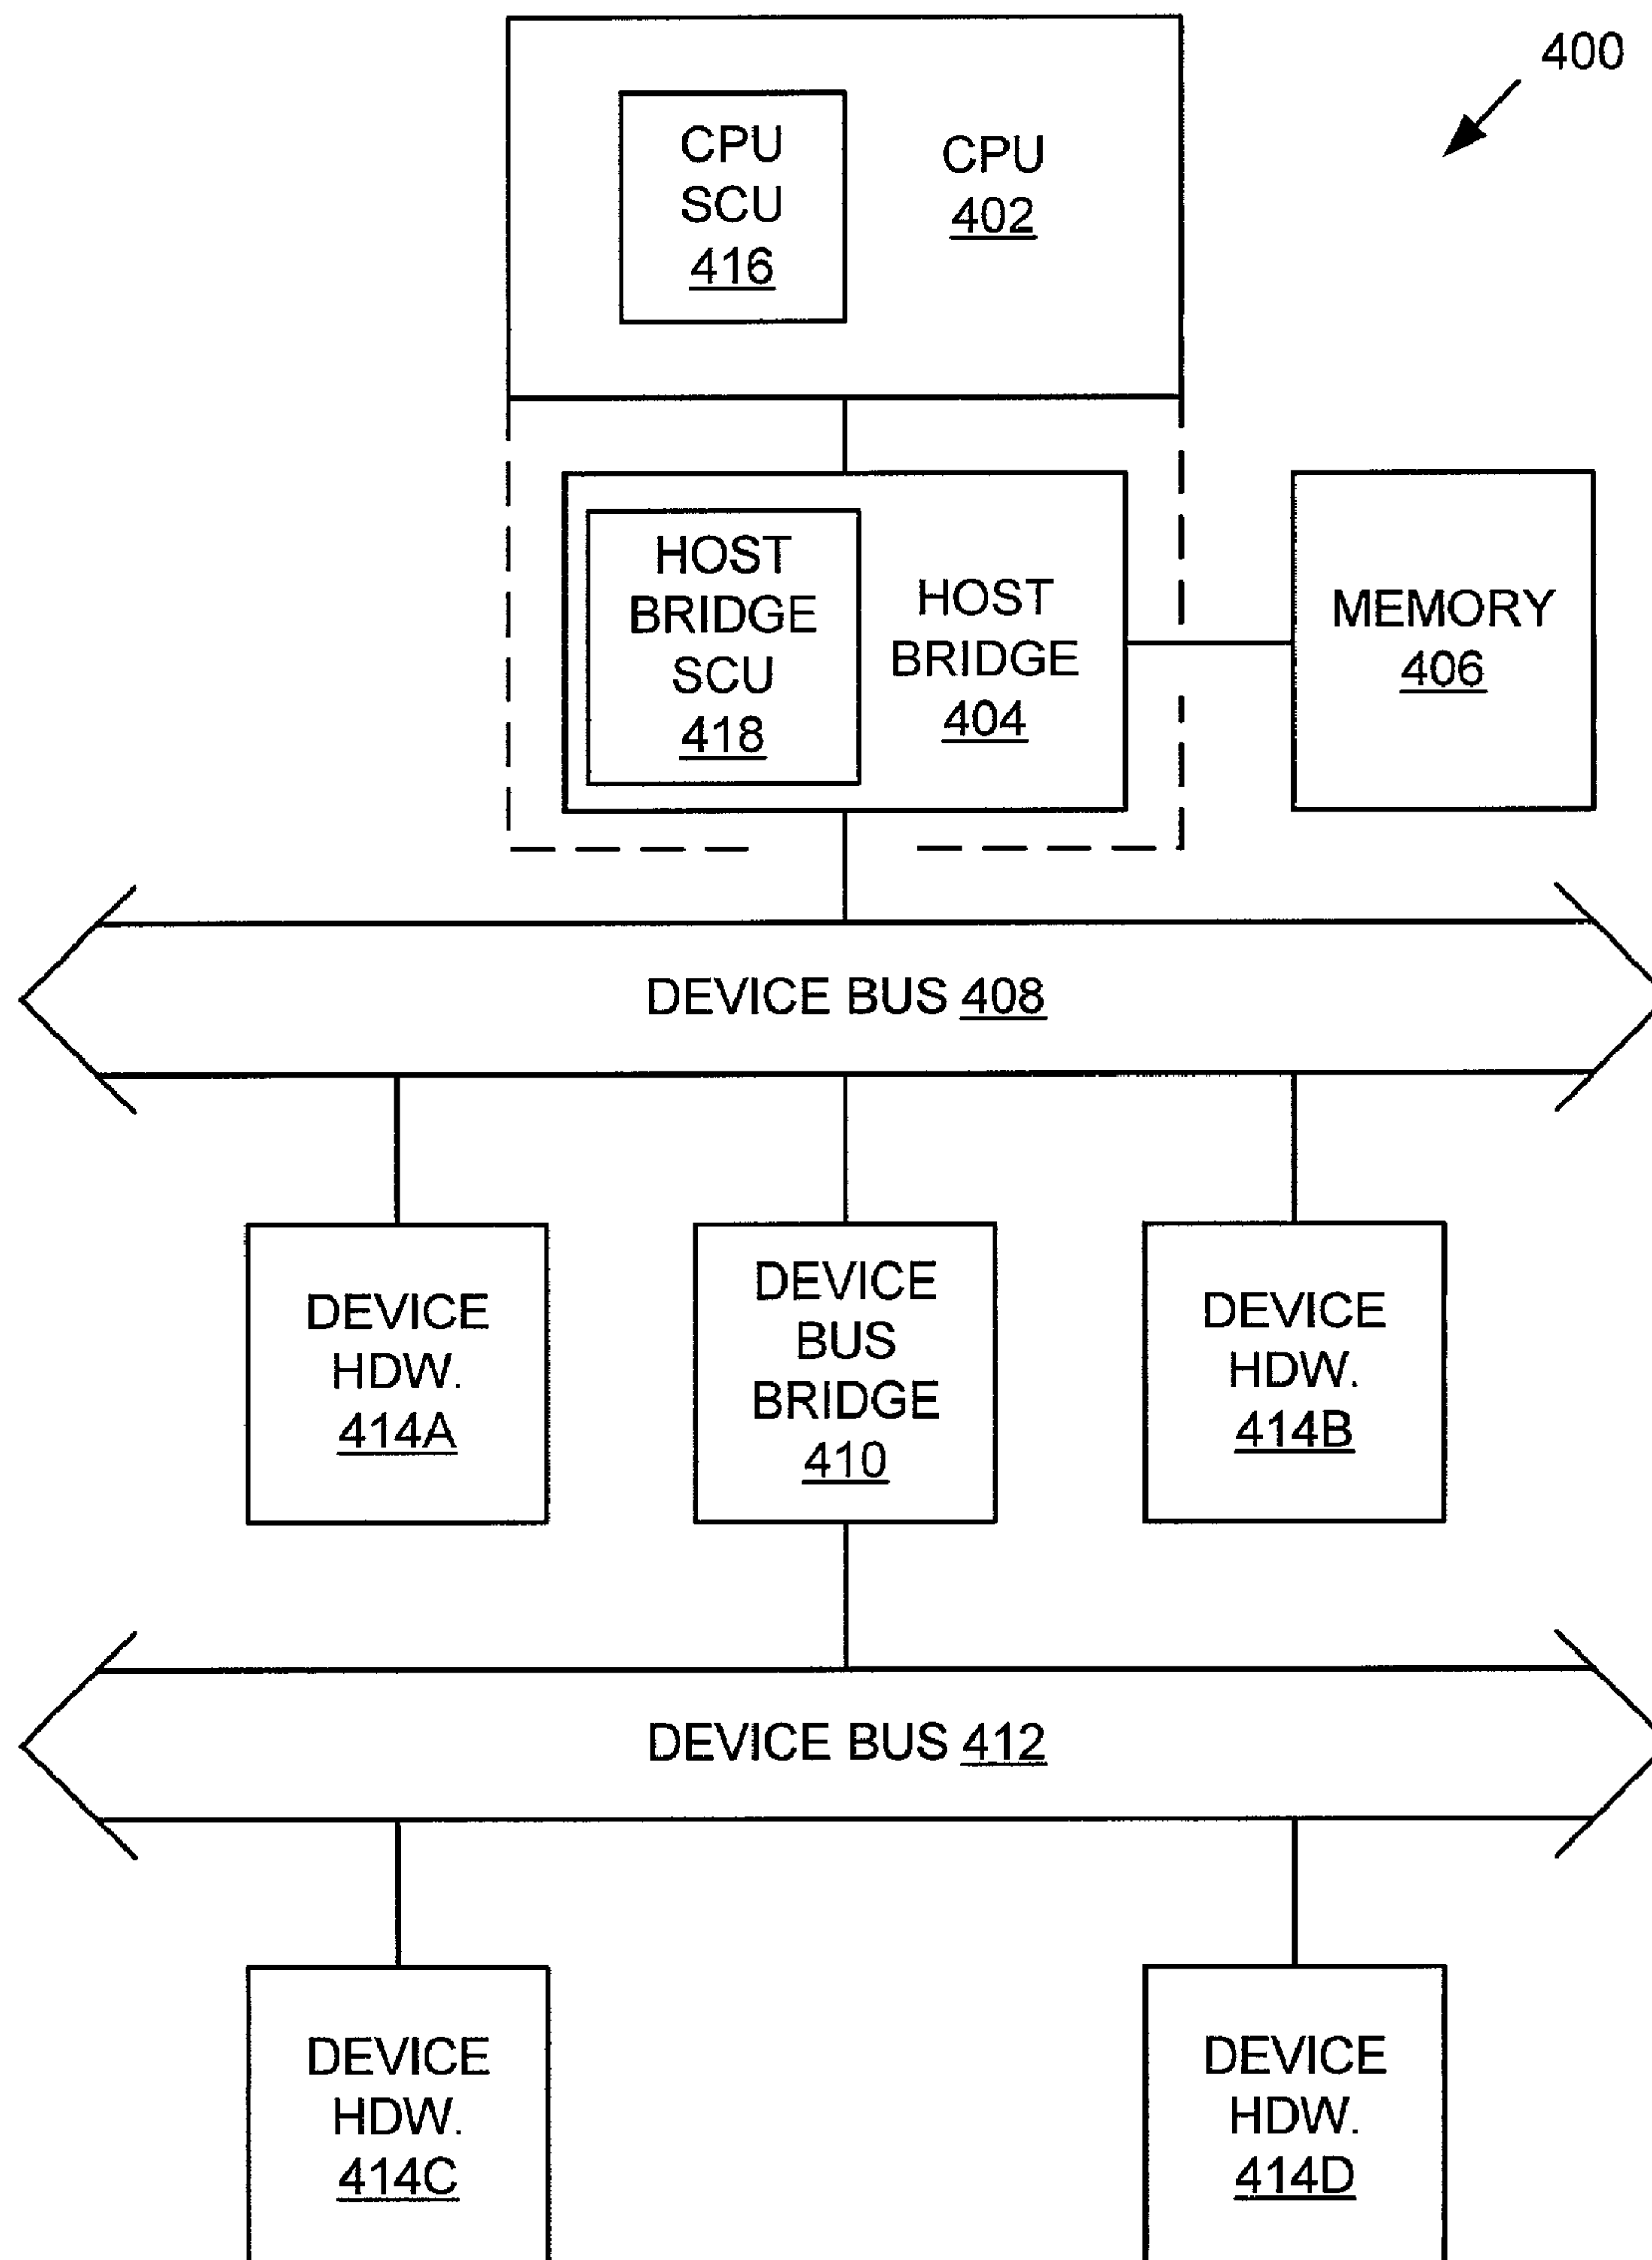 400
CPU
SCU
416
CPU
402
HOST
BRIDGE
SCU
418
HOST
BRIDGE
404
MEMORY
406
DEVICE BUS 408
DEVICE
HDW.
414A
DEVICE
BUS
BRIDGE
410
DEVICE
HDW.
414B
DEVICE BUS 412
DEVICE
HDW.
414C
DEVICE
HDW.
414D